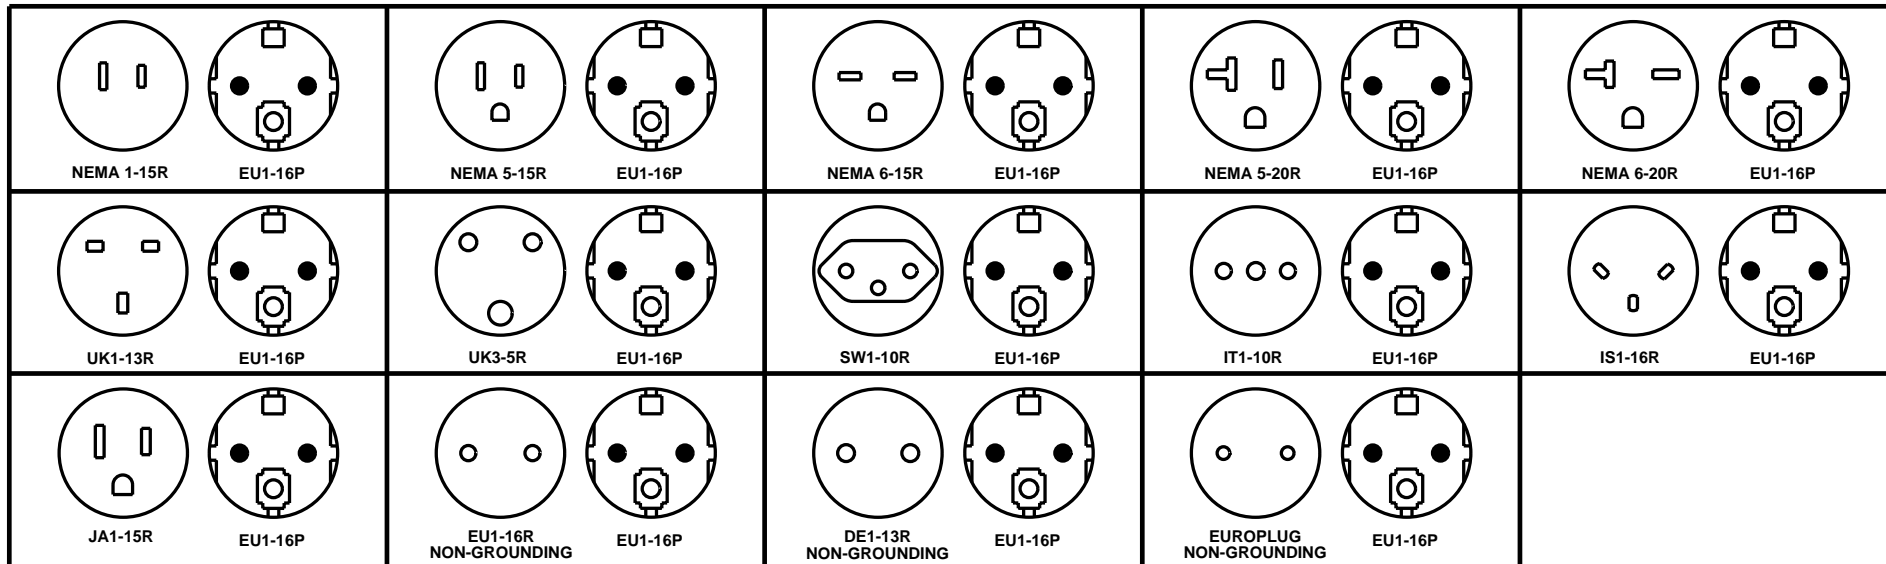 NEMA 1-15R EU1-16P NEMA 5-15R EU1-16P NEMA 6-15R EU1-16P NEMA 5-20R EU1-16P NEMA 6-20R EU1-16P
UK1-13R EU1-16P UK3-5R EU1-16P SW1-10R EU1-16P IT1-10R EU1-16P IS1-16R EU1-16P
JA1-15R EU1-16P EU1-16R EU1-16P DE1-13R EU1-16P EUROPLUG EU1-16P
NON-GROUNDING NON-GROUNDING NON-GROUNDING